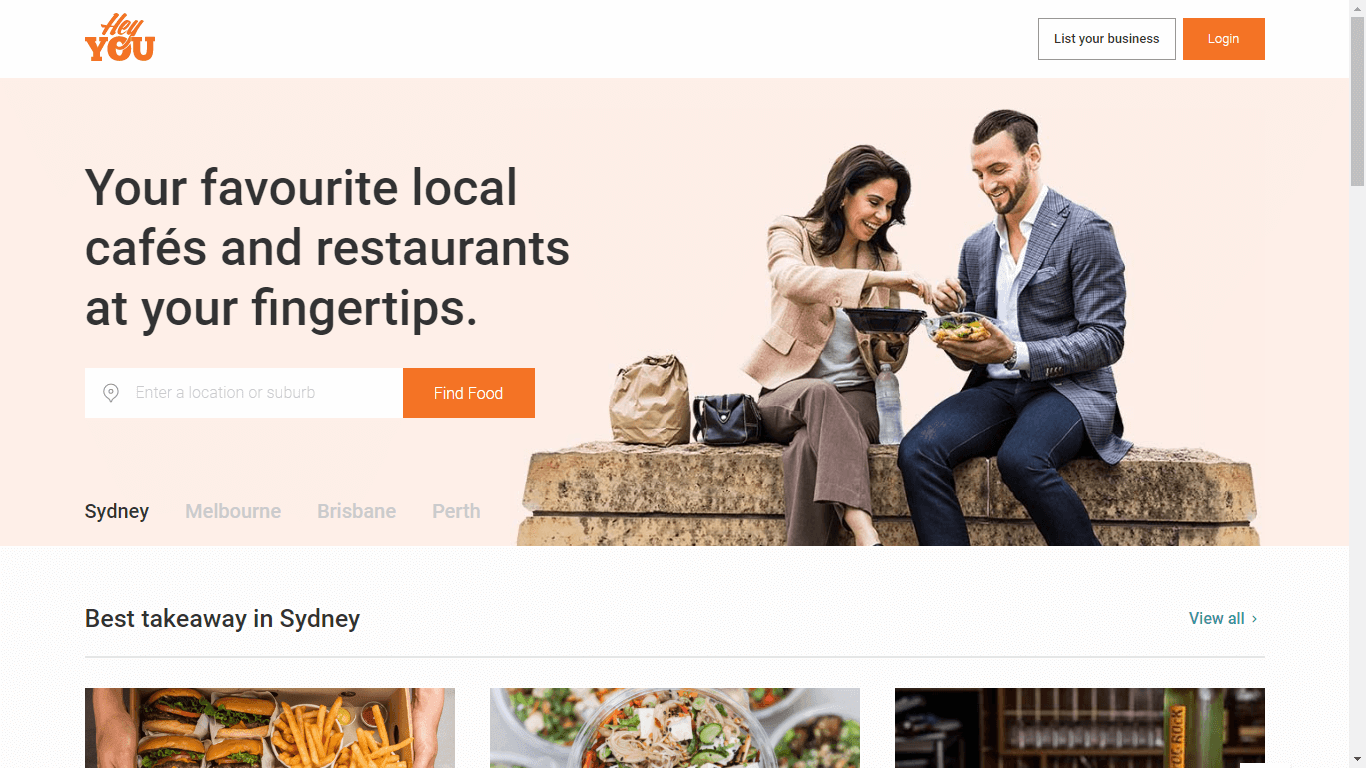 Hey
YOU
List your business
Login
Your favourite local
cafés and restaurants
at your fingertips.
Enter a location or suburb
Find Food
Sydney
Melbourne
Brisbane
Perth
Best takeaway in Sydney
View all